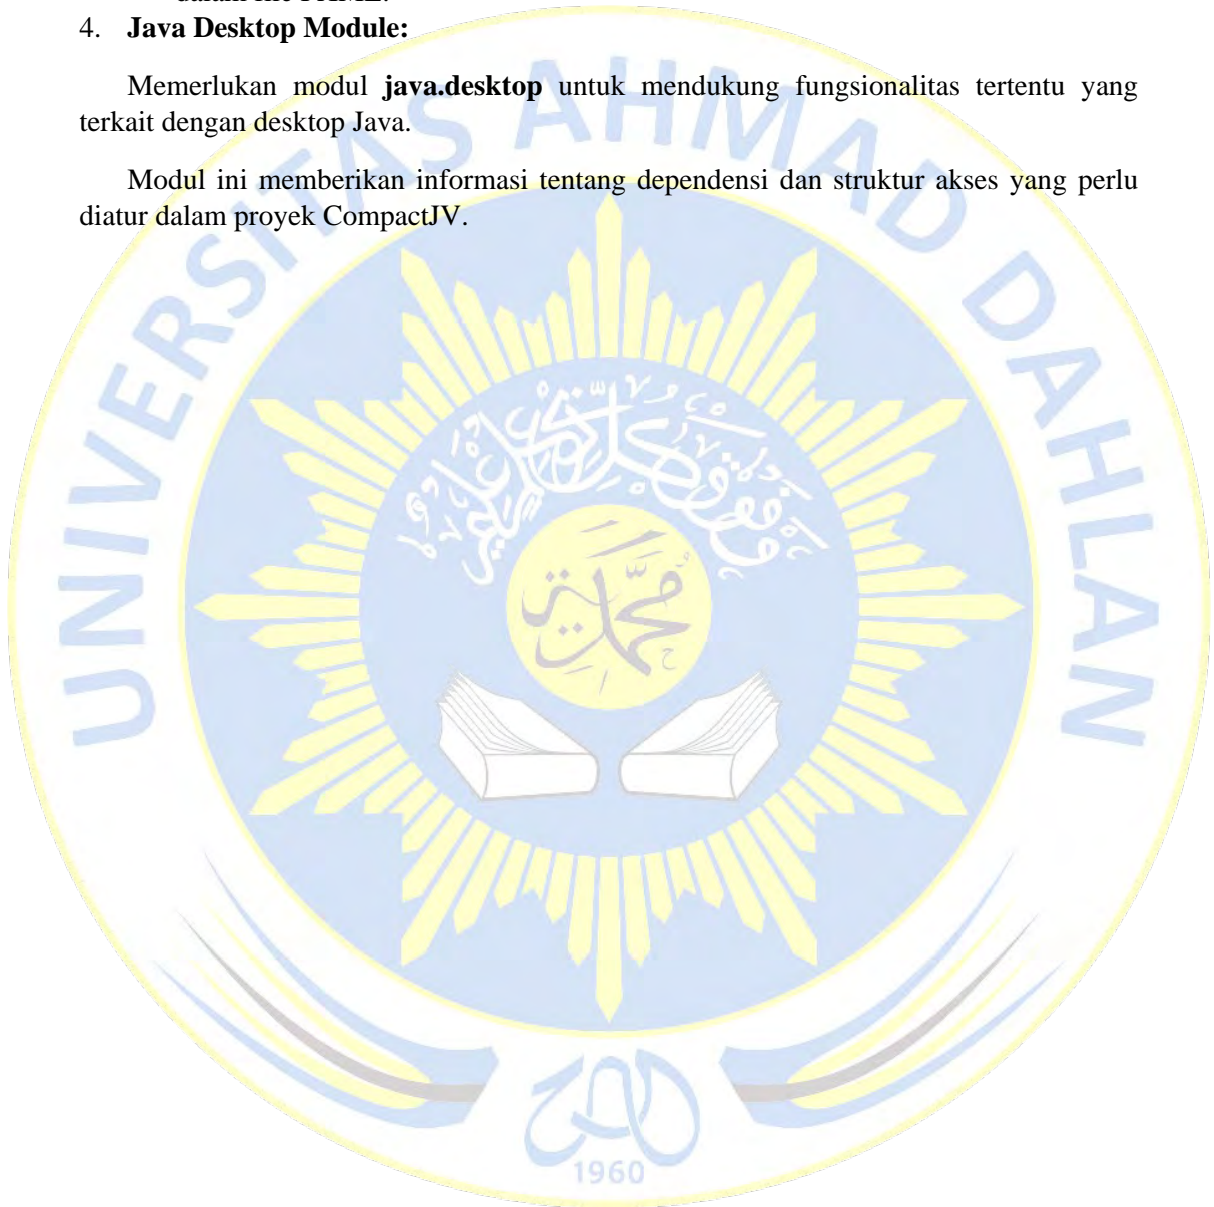 4. Java Desktop Module:
Memerlukan modul java.desktop untuk mendukung fungsionalitas tertentu yang
terkait dengan desktop Java.
Modul ini memberikan informasi tentang dependensi dan struktur akses yang perlu
diatur dalam proyek CompactJV.
UNIVERSITAS AHMAD DAHLAN
1960